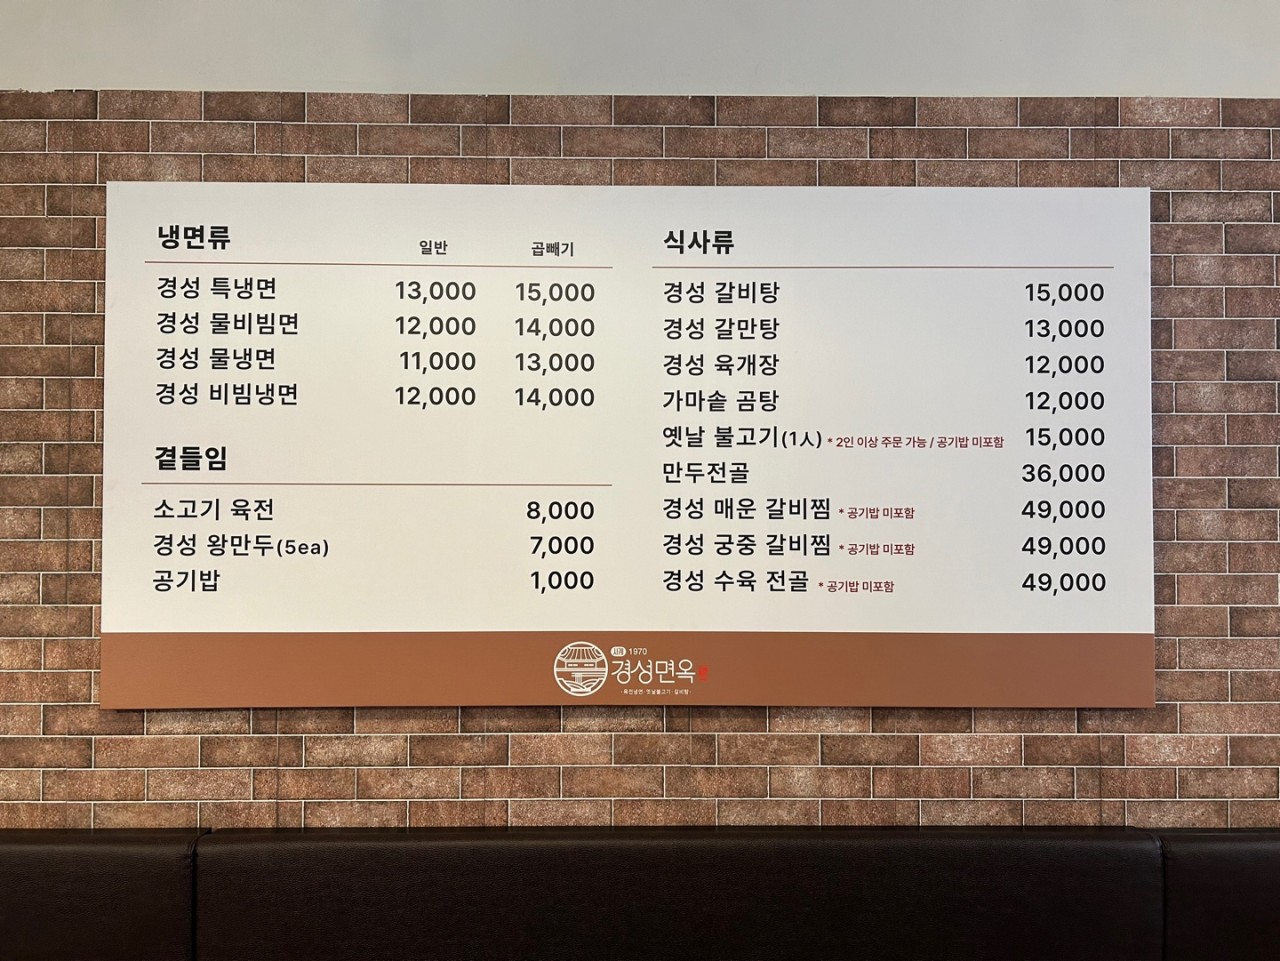 냉면류 일반 곱빼기
경성 특냉면 13,000 15,000
경성 물비빔면 12,000 14,000
경성 물냉면 11,000 13,000
경성 비빔냉면 12,000 14,000
곁들임
소고기 육전 8,000
경성 왕만두(5ea) 7,000
공기밥 1,000
식사류
경성 갈비탕 15,000
경성 갈만탕 13,000
경성 육개장 12,000
가마솥 곰탕 12,000
옛날 불고기(1人) * 2인 이상 주문 가능 / 공기밥 미포함 15,000
만두전골 36,000
경성 매운 갈비찜 * 공기밥 미포함 49,000
경성 궁중 갈비찜 * 공기밥 미포함 49,000
경성 수육 전골 * 공기밥 미포함 49,000
1970
경성면옥